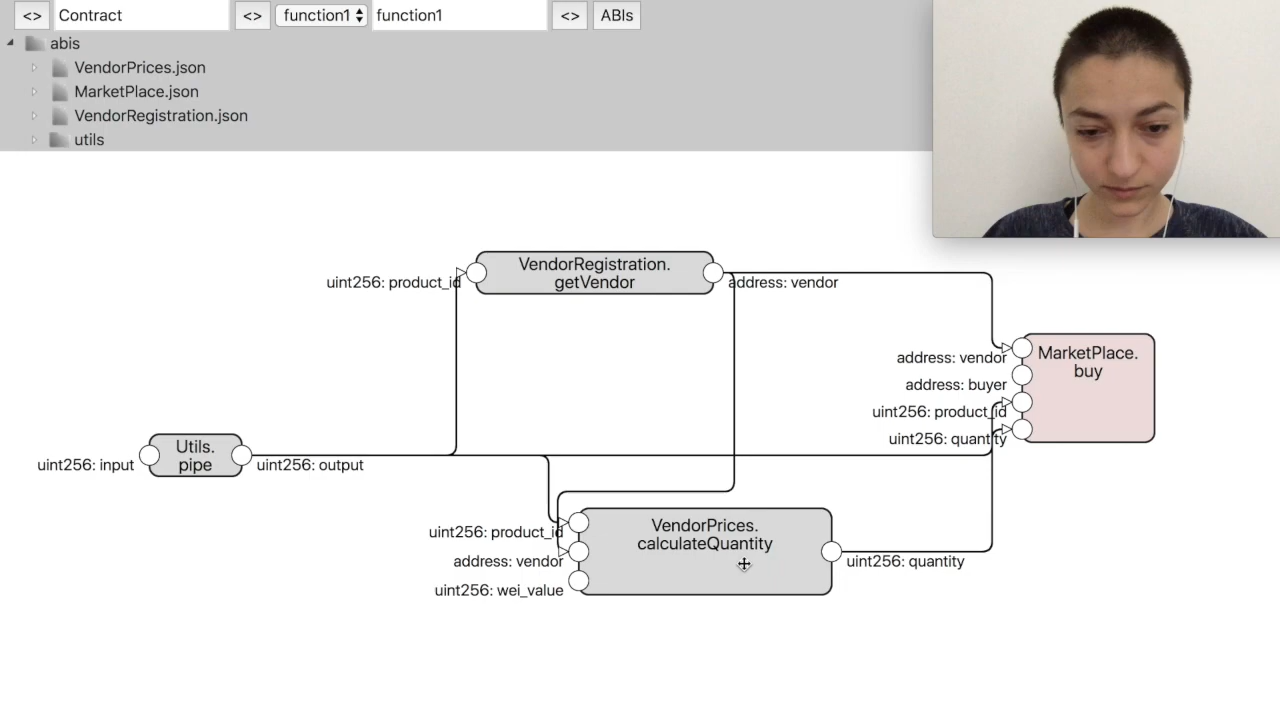 <> Contract <> function1 function1 <> ABIs
abis
VendorPrices.json
MarketPlace.json
VendorRegistration.json
utils
VendorRegistration.
getVendor
uint256: product_id
address: vendor
MarketPlace.
buy
address: vendor
address: buyer
uint256: product_id
uint256: quantity
Utils.
pipe
uint256: input
uint256: output
VendorPrices.
calculateQuantity
uint256: product_id
address: vendor
uint256: wei_value
uint256: quantity